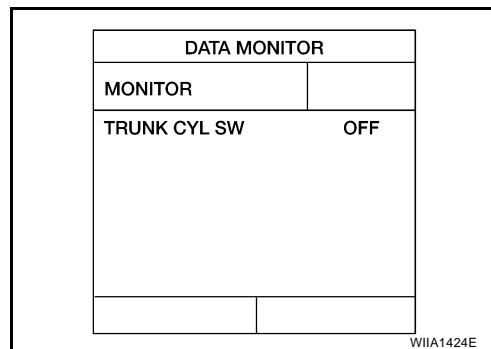 DATA MONITOR
MONITOR
TRUNK CYL SW OFF
WIIA1424E